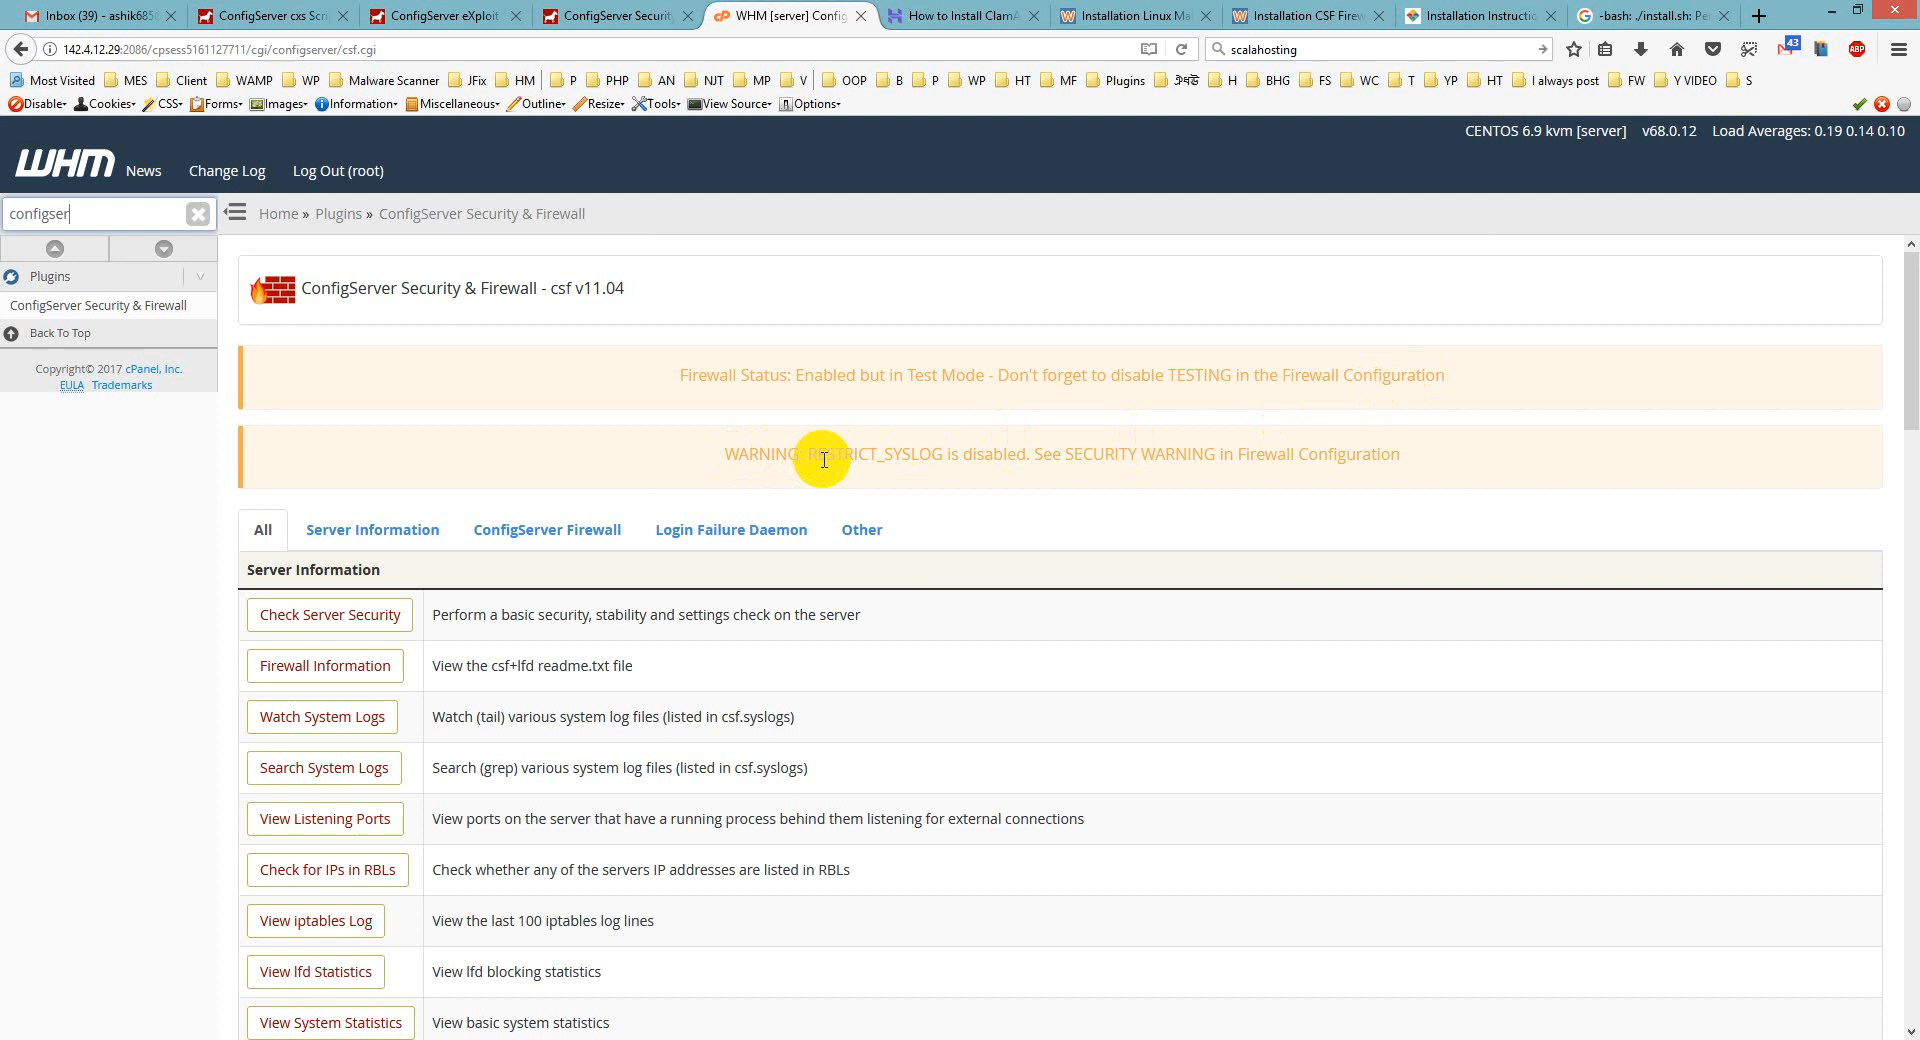 Inbox (39) - ashik685
ConfigServer cxs Scri
ConfigServer eXploit
ConfigServer Security
WHM [server] Config
How to Install ClamA
Installation Linux Ma
Installation CSF Firew
Installation Instructio
-bash: ./install.sh: Pe
142.4.12.29:2086/cpsess5161127711/cgi/configserver/csf.cgi
scalahosting
43
ABP
Most Visited MES Client WAMP WP Malware Scanner JFix HM P PHP AN NJT MP V OOP B P WP HT MF Plugins H BHG FS WC T YP HT I always post FW Y VIDEO S
Disable Cookies CSS Forms Images Information Miscellaneous Outline Resize Tools View Source Options
CENTOS 6.9 kvm [server] v68.0.12 Load Averages: 0.19 0.14 0.10
WHM News Change Log Log Out (root)
configser
Home » Plugins » ConfigServer Security & Firewall
Plugins
ConfigServer Security & Firewall
Back To Top
Copyright© 2017 cPanel, Inc.
EULA Trademarks
ConfigServer Security & Firewall - csf v11.04
Firewall Status: Enabled but in Test Mode - Don't forget to disable TESTING in the Firewall Configuration
WARNING: RESTRICT_SYSLOG is disabled. See SECURITY WARNING in Firewall Configuration
All Server Information ConfigServer Firewall Login Failure Daemon Other
Server Information
Check Server Security Perform a basic security, stability and settings check on the server
Firewall Information View the csf+lfd readme.txt file
Watch System Logs Watch (tail) various system log files (listed in csf.syslogs)
Search System Logs Search (grep) various system log files (listed in csf.syslogs)
View Listening Ports View ports on the server that have a running process behind them listening for external connections
Check for IPs in RBLs Check whether any of the servers IP addresses are listed in RBLs
View iptables Log View the last 100 iptables log lines
View lfd Statistics View lfd blocking statistics
View System Statistics View basic system statistics